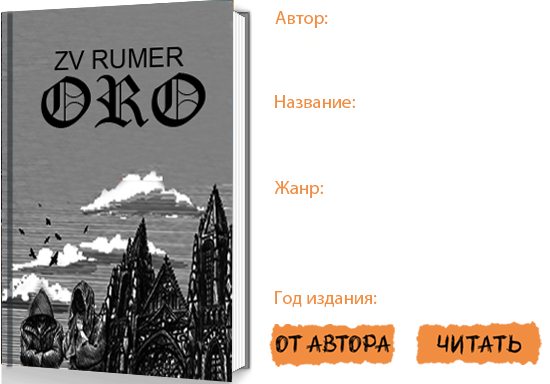 ZV RUMER
ORO
Автор:
Название:
Жанр:
Год издания:
ОТ АВТОРА
ЧИТАТЬ